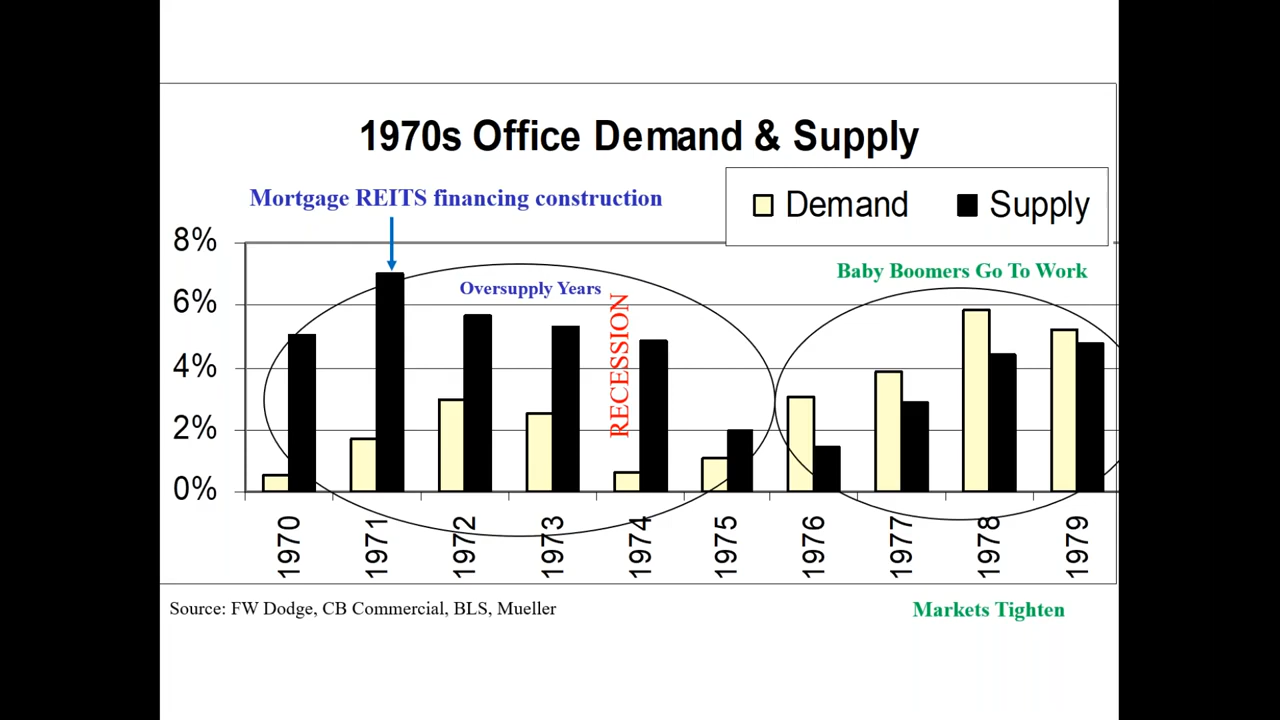 1970s Office Demand & Supply
Mortgage REITS financing construction
Demand Supply
8%
Baby Boomers Go To Work
Oversupply Years
6%
RECESSION
4%
2%
0%
1970 1971 1972 1973 1974 1975 1976 1977 1978 1979
Source: FW Dodge, CB Commercial, BLS, Mueller
Markets Tighten